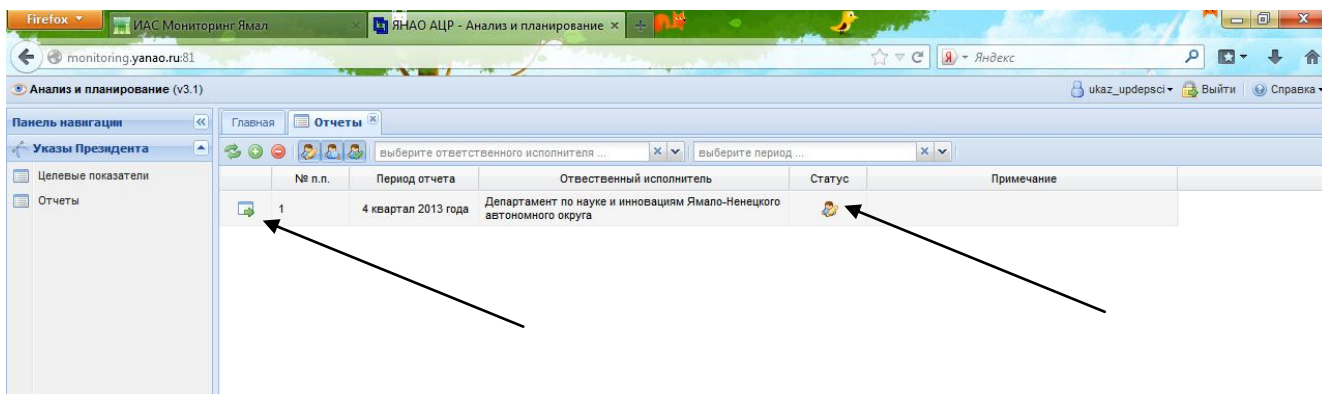 Firefox
ИАС Мониторинг Ямал
ЯНАО АЦР - Анализ и планирование
monitoring.yanao.ru:81
Я
Яндекс
Анализ и планирование (v3.1)
ukaz_updepsci
Выйти
Справка
Панель навигации
Главная
Отчеты
Указы Президента
выберите ответственного исполнителя ...
выберите период ...
Целевые показатели
Отчеты
№ п.п.
Период отчета
Отвественный исполнитель
Статус
Примечание
1
4 квартал 2013 года
Департамент по науке и инновациям Ямало-Ненецкого
автономного округа